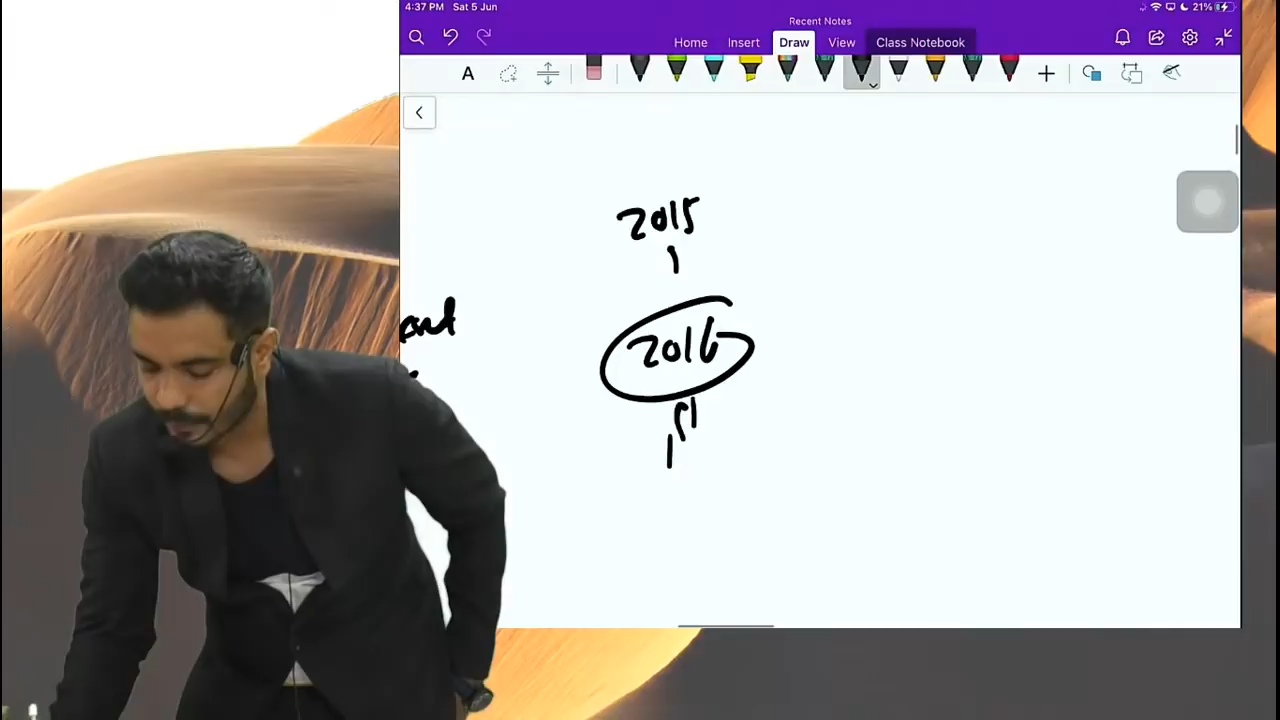 4:37 PM Sat 5 Jun
21%
Recent Notes
Home Insert Draw View Class Notebook
A
2015
2016